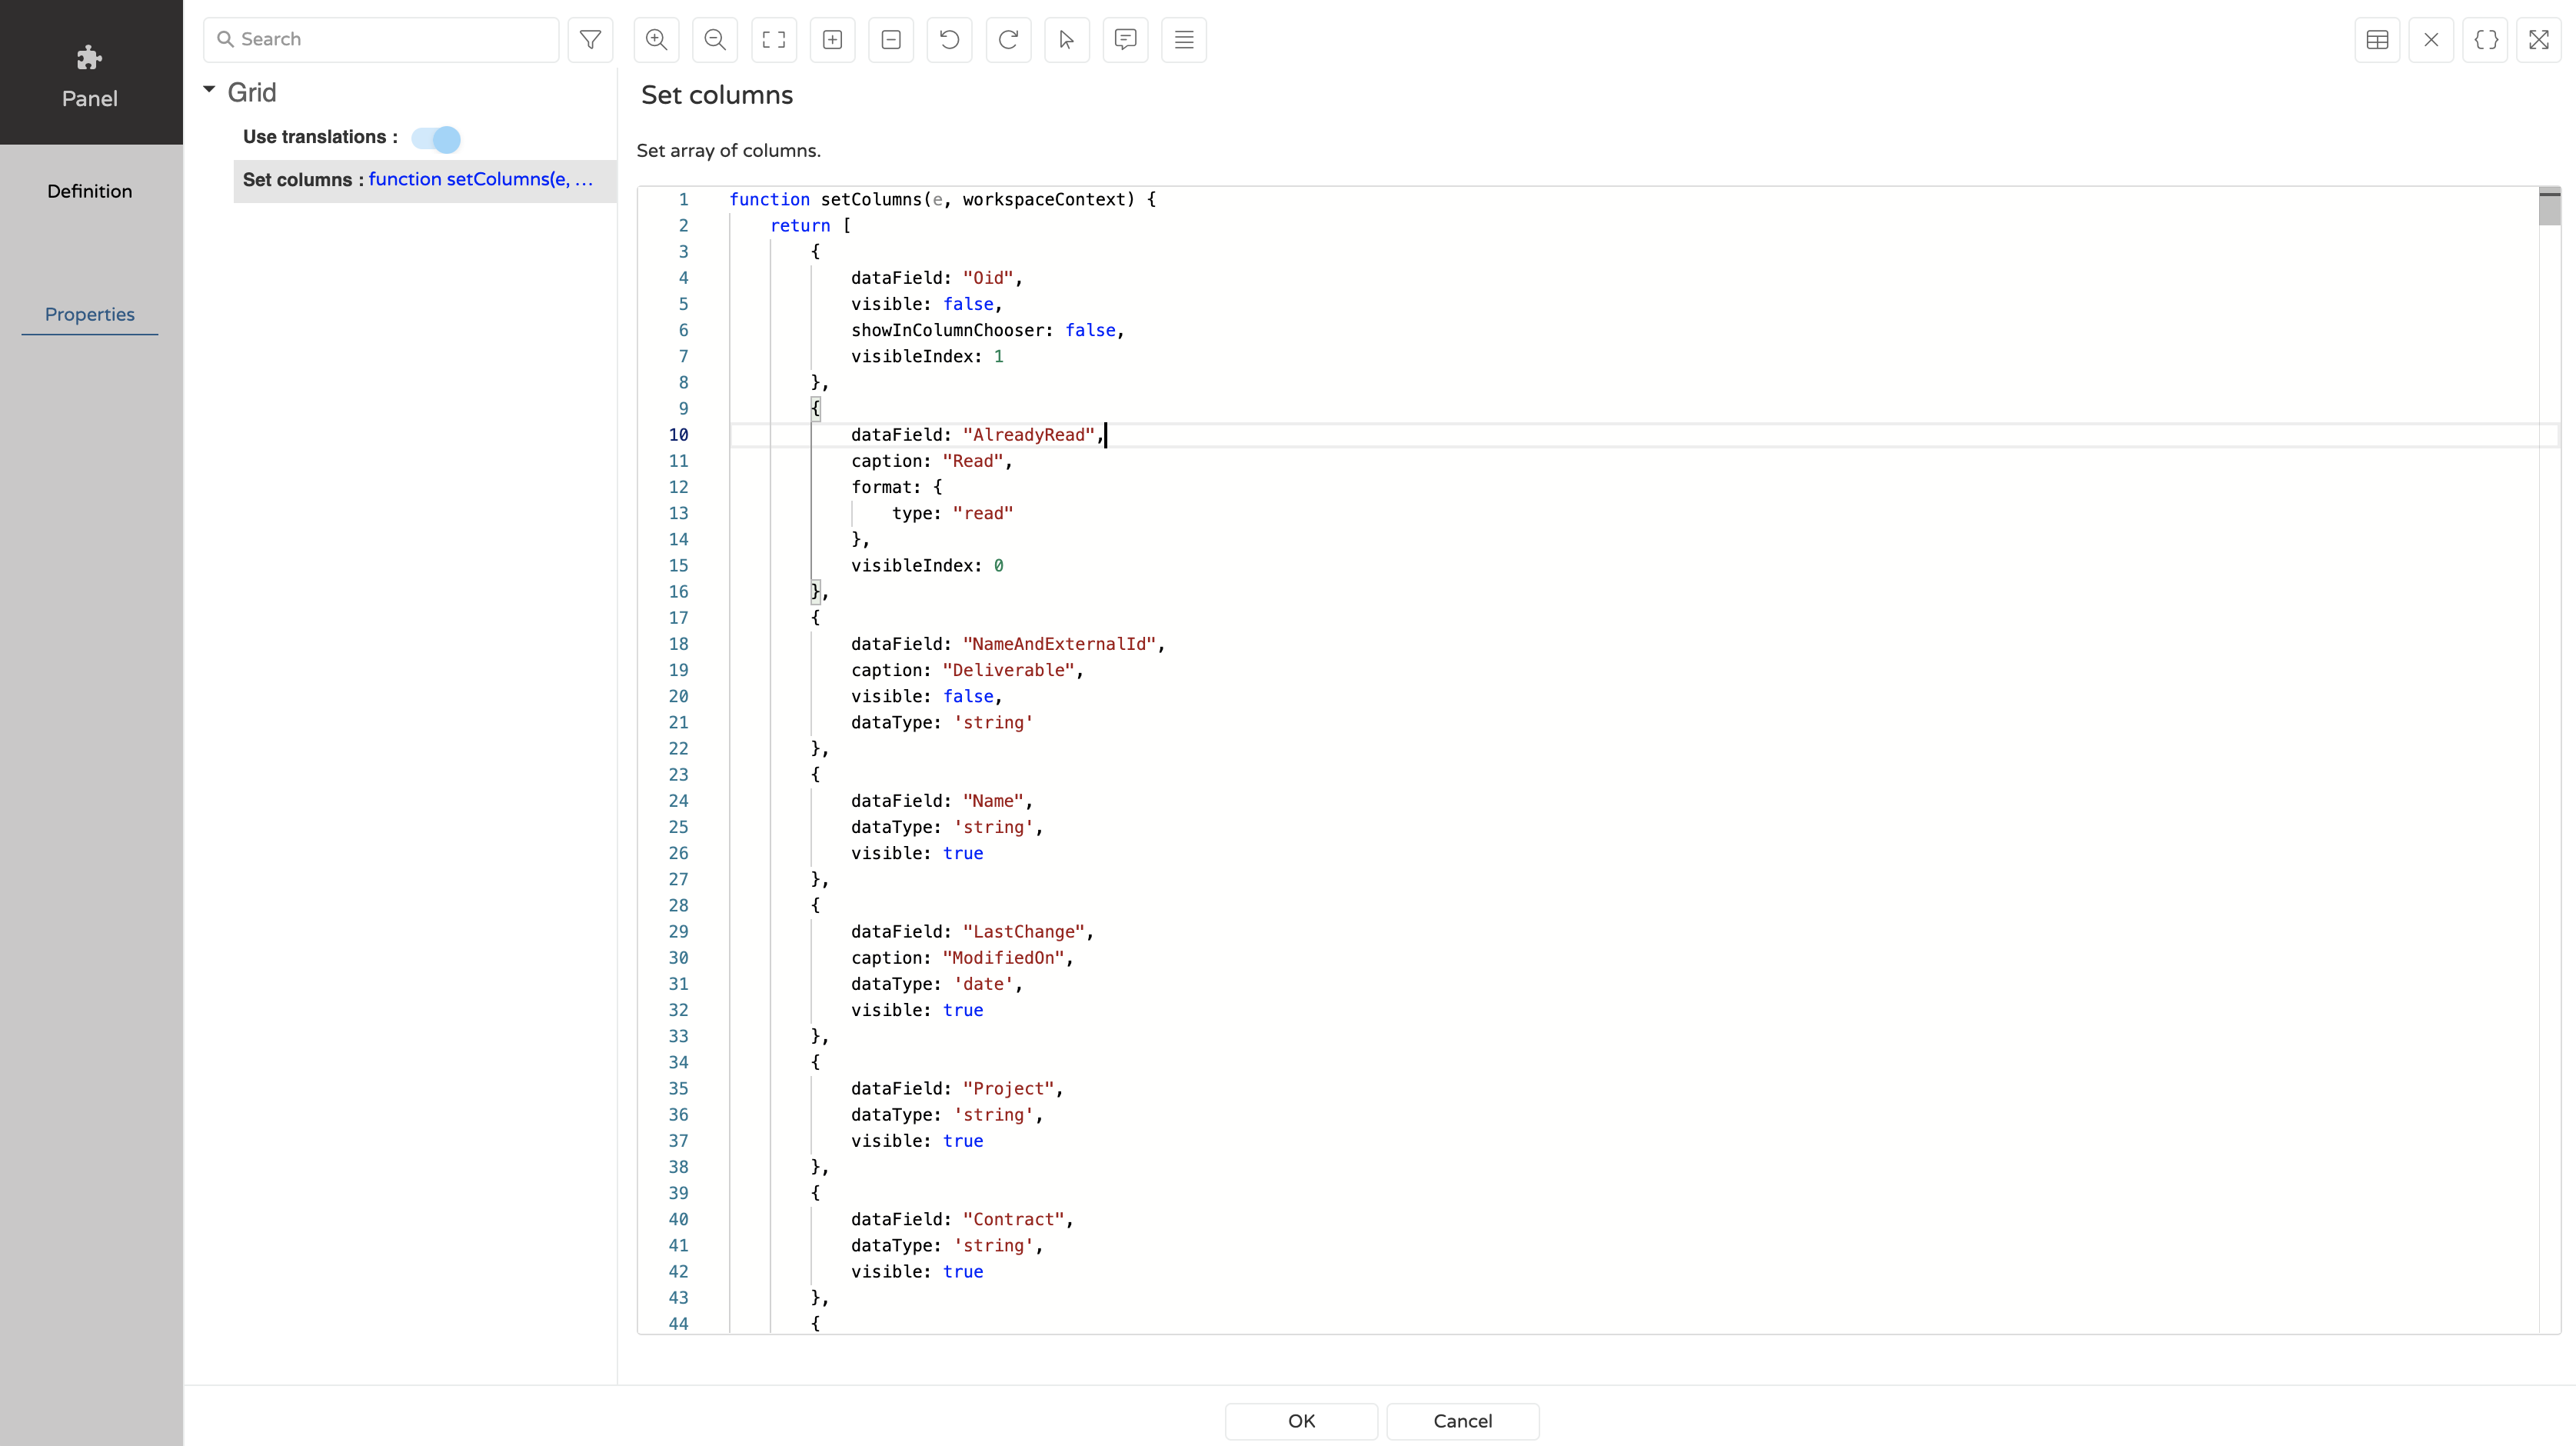 Panel
Definition
Properties
Search
Grid
Use translations :
Set columns : function setColumns(e, ...
Set columns
Set array of columns.
1 function setColumns(e, workspaceContext) {
2 return [
3 {
4 dataField: "Oid",
5 visible: false,
6 showInColumnChooser: false,
7 visibleIndex: 1
8 },
9 {
10 dataField: "AlreadyRead",
11 caption: "Read",
12 format: {
13 type: "read"
14 },
15 visibleIndex: 0
16 },
17 {
18 dataField: "NameAndExternalId",
19 caption: "Deliverable",
20 visible: false,
21 dataType: 'string'
22 },
23 {
24 dataField: "Name",
25 dataType: 'string',
26 visible: true
27 },
28 {
29 dataField: "LastChange",
30 caption: "ModifiedOn",
31 dataType: 'date',
32 visible: true
33 },
34 {
35 dataField: "Project",
36 dataType: 'string',
37 visible: true
38 },
39 {
40 dataField: "Contract",
41 dataType: 'string',
42 visible: true
43 },
44 {
OK
Cancel